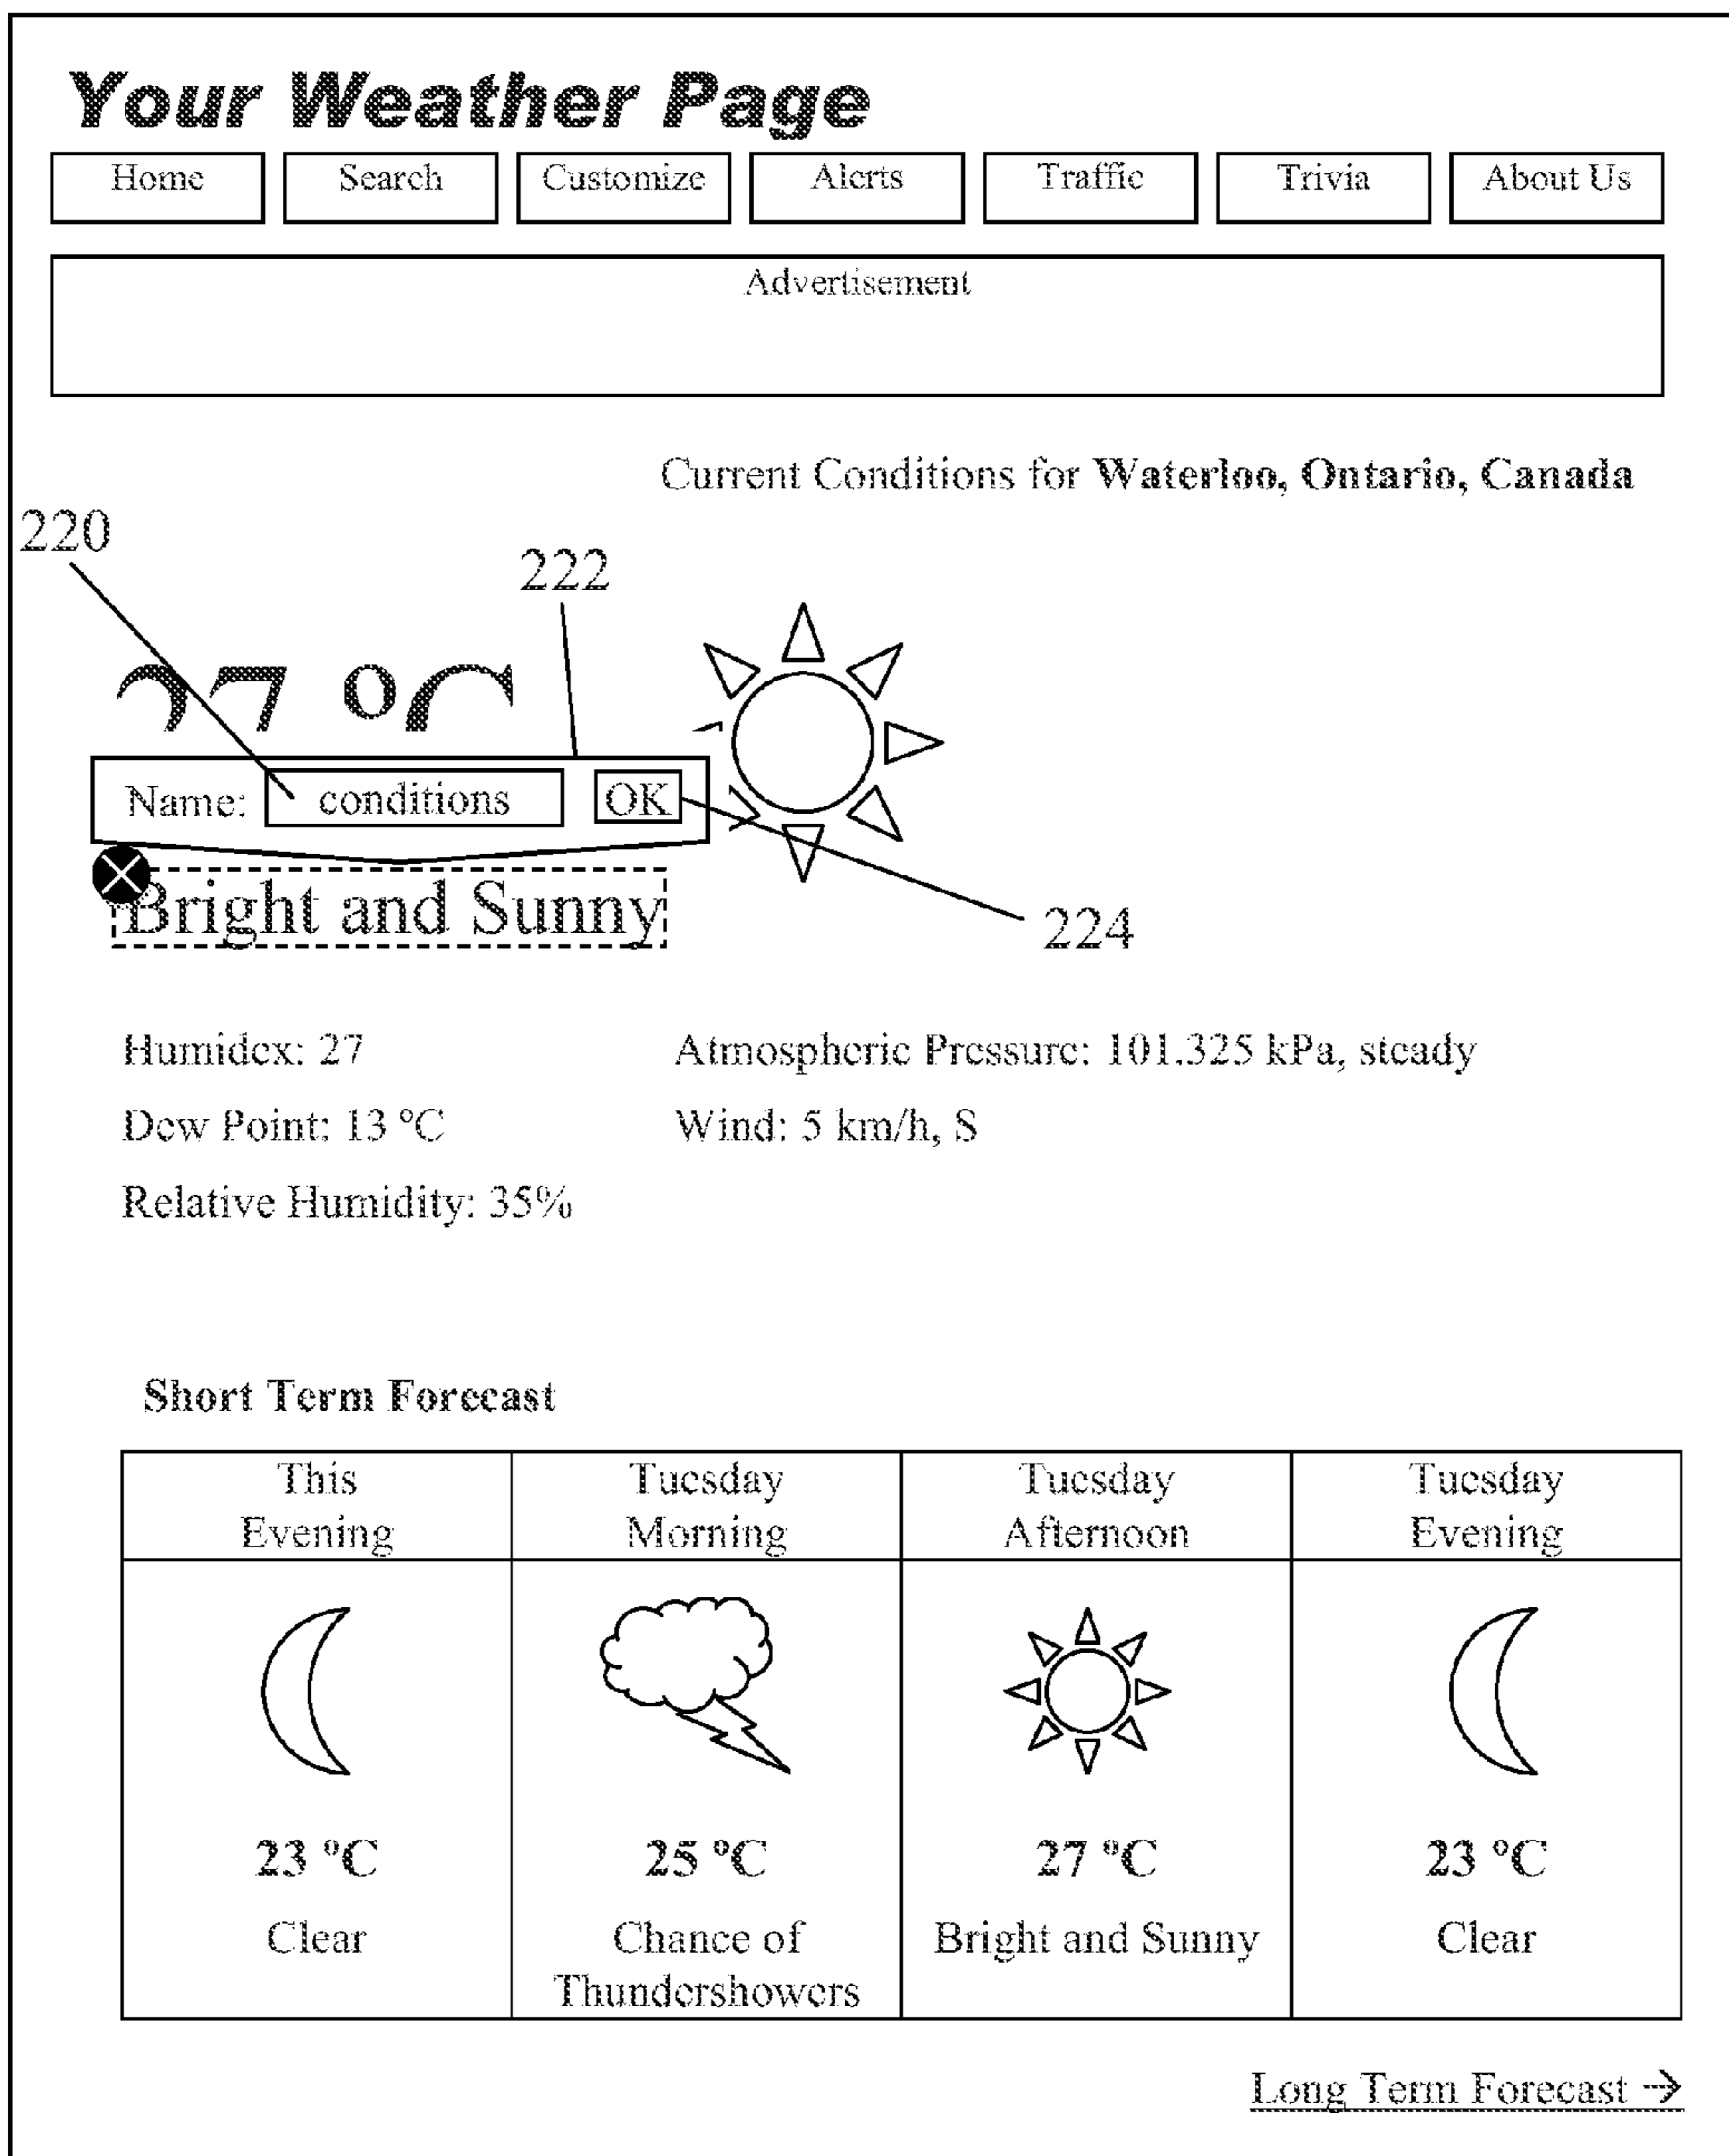 Your Weather Page
Home Search Customize Alerts Traffic Trivia About Us
Advertisement
Current Conditions for Waterloo, Ontario, Canada
220
222
27 °C
Name: conditions OK
Bright and Sunny
224
Humidex: 27 Atmospheric Pressure: 101.325 kPa, steady
Dew Point: 13 °C Wind: 5 km/h, S
Relative Humidity: 35%
Short Term Forecast
This Evening Tuesday Morning Tuesday Afternoon Tuesday Evening
23 °C 25 °C 27 °C 23 °C
Clear Chance of Thundershowers Bright and Sunny Clear
Long Term Forecast →